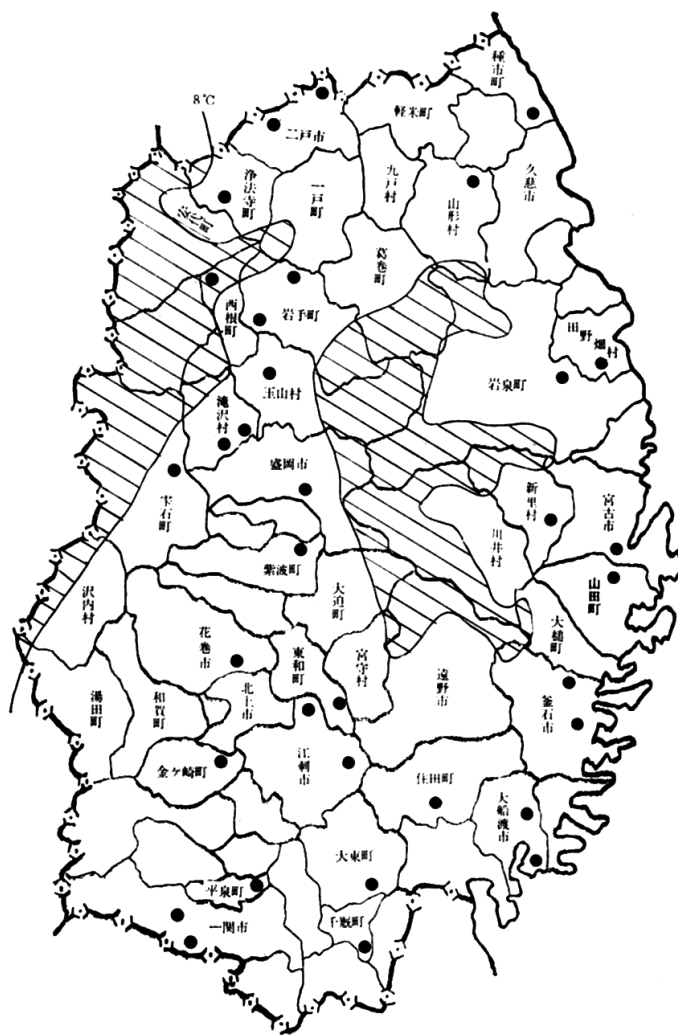 種市町
8℃
軽米町
二戸市
浄法寺町
一戸町
九戸村
山形村
久慈市
安代町
葛巻町
西根町
岩手町
田野畑村
岩泉町
玉山村
滝沢村
盛岡市
雫石町
新里村
宮古市
川井村
紫波町
山田町
沢内村
大迫町
大槌町
花巻市
東和町
宮守村
遠野市
湯田町
和賀町
北上市
釜石市
江刺市
金ヶ崎町
住田町
大船渡市
大東町
平泉町
千厩町
一関市